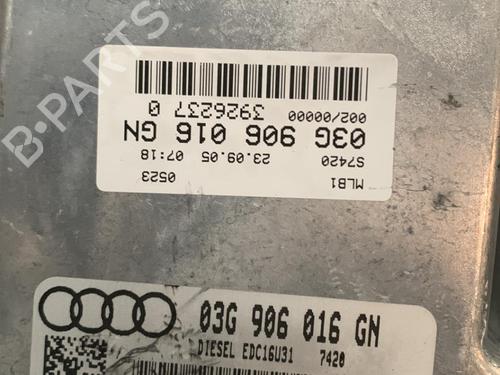 B-PARTS
MLB1 0523
S7420 23.09.05 07:18
03G 906 016 GN
002/00000 3926237 0
03G 906 016 GN
DIESEL EDC16U31 7420